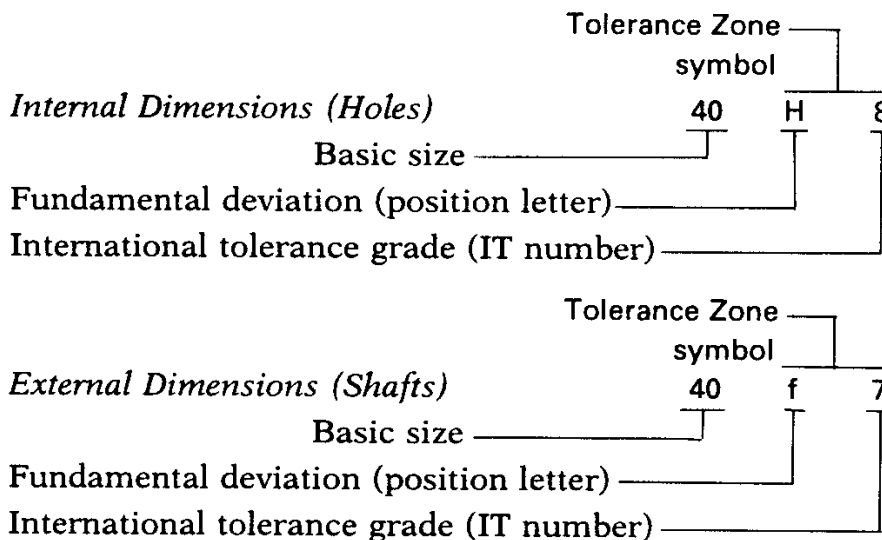 Tolerance Zone
symbol
Internal Dimensions (Holes) 40 H 8
Basic size
Fundamental deviation (position letter)
International tolerance grade (IT number)
Tolerance Zone
symbol
External Dimensions (Shafts) 40 f 7
Basic size
Fundamental deviation (position letter)
International tolerance grade (IT number)